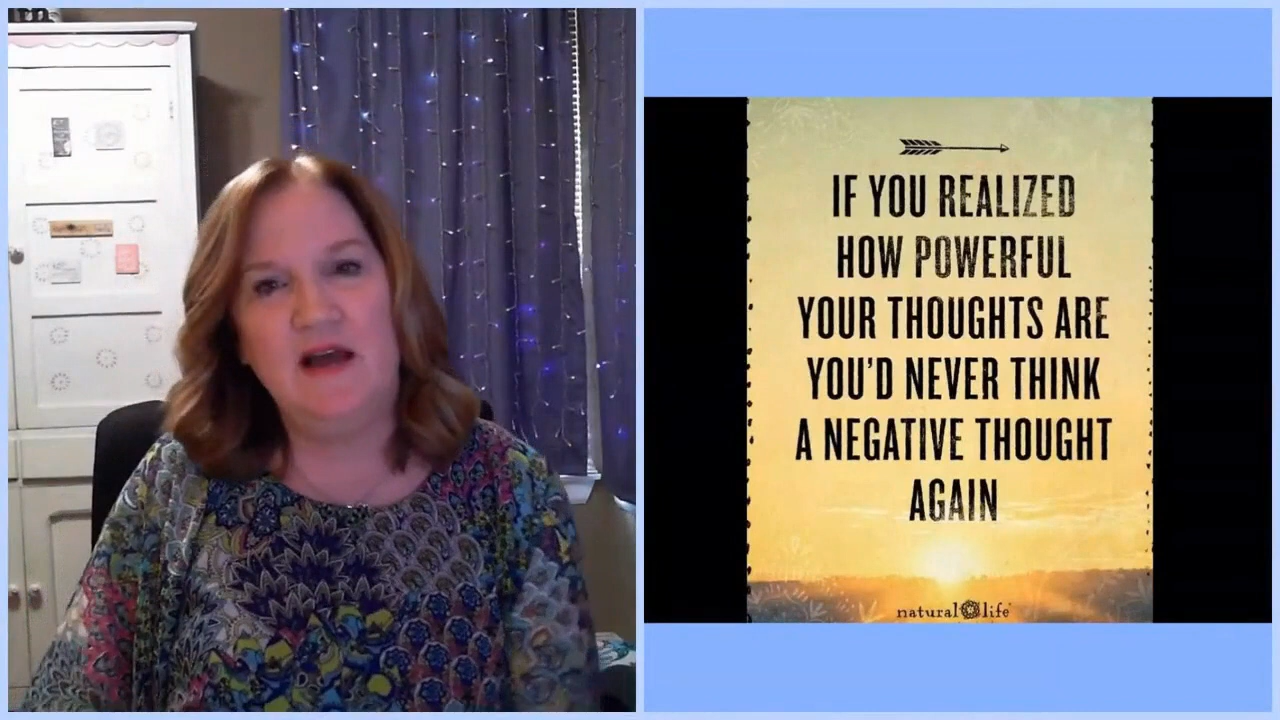 IF YOU REALIZED
HOW POWERFUL
YOUR THOUGHTS ARE
YOU'D NEVER THINK
A NEGATIVE THOUGHT
AGAIN
natural life